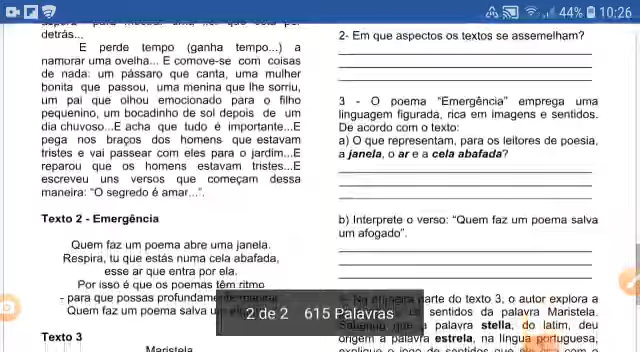 44% 10:26
detrás...
E perde tempo (ganha tempo...) a
namorar uma ovelha... E comove-se com coisas
de nada: um pássaro que canta, uma mulher
bonita que passou, uma menina que lhe sorriu,
um pai que olhou emocionado para o filho
pequenino, um bocadinho de sol depois de um
dia chuvoso...E acha que tudo é importante...E
pega nos braços dos homens que estavam
tristes e vai passear com eles para o jardim...E
reparou que os homens estavam tristes...E
escreveu uns versos que começam dessa
maneira: "O segredo é amar...".
Texto 2 - Emergência
Quem faz um poema abre uma janela.
Respira, tu que estás numa cela abafada,
esse ar que entra por ela.
Por isso é que os poemas têm ritmo
- para que possas profundamente
Quem faz um poema salva
Texto 3
Maristela
2- Em que aspectos os textos se assemelham?
3 - O poema "Emergência" emprega uma
linguagem figurada, rica em imagens e sentidos.
De acordo com o texto:
a) O que representam, para os leitores de poesia,
a janela, o ar e a cela abafada?
b) Interprete o verso: "Quem faz um poema salva
um afogado".
parte do texto 3, o autor explora a
sentidos da palavra Maristela.
a palavra stella, do latim, deu
origem à palavra estrela, na língua portuguesa,
explique o jogo de sentidos que
2 de 2 615 Palavras